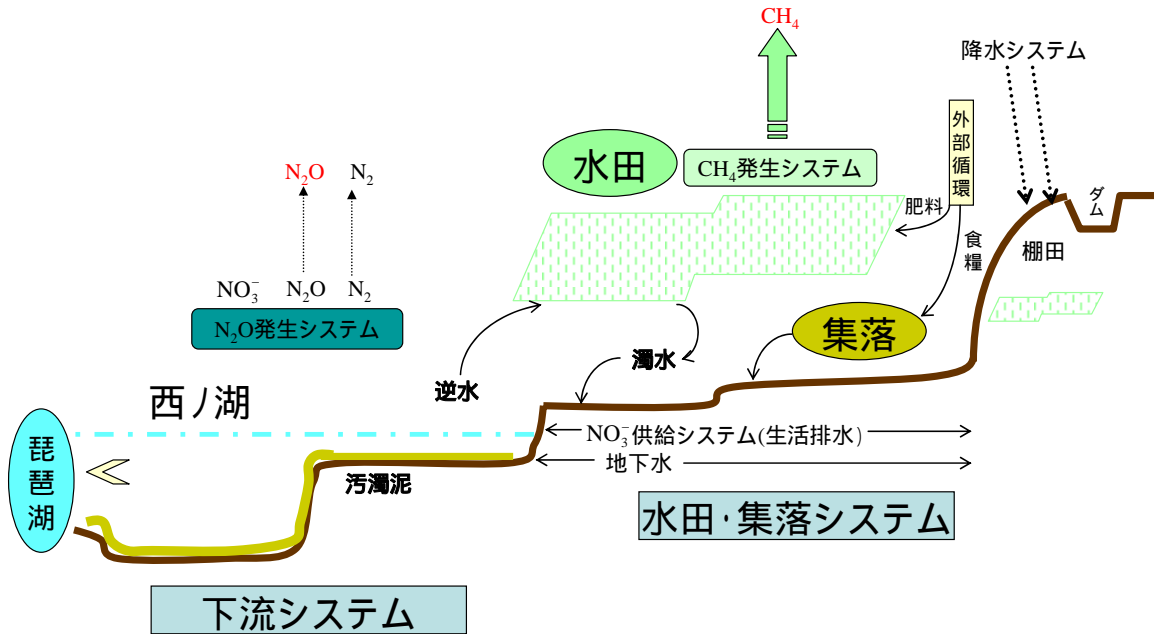 CH₄
降水システム
外部循環
水田
CH₄発生システム
N₂O
N₂
肥料
ダム
食糧
棚田
NO₃⁻
N₂O
N₂
N₂O発生システム
集落
濁水
逆水
西ノ湖
NO₃⁻供給システム(生活排水)
琵琶湖
地下水
汚濁泥
水田・集落システム
下流システム